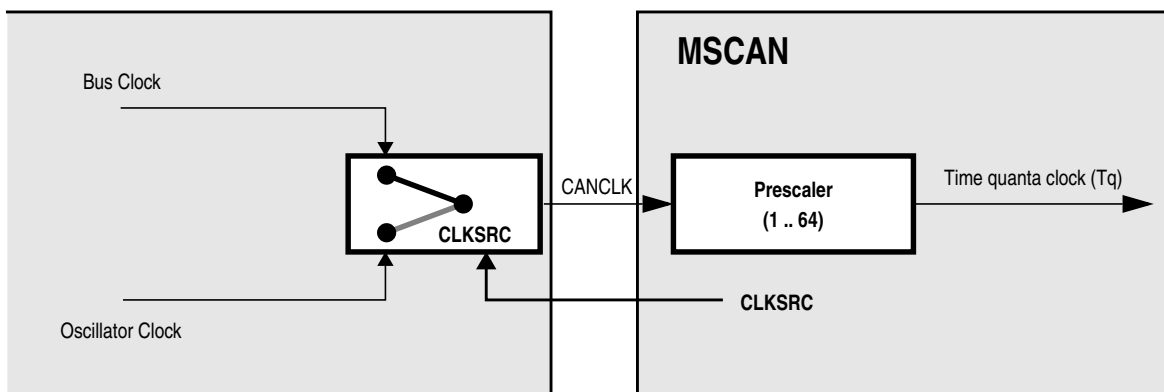 MSCAN
Bus Clock
CLKSRC
CANCLK
Prescaler
(1 .. 64)
Time quanta clock (Tq)
CLKSRC
Oscillator Clock